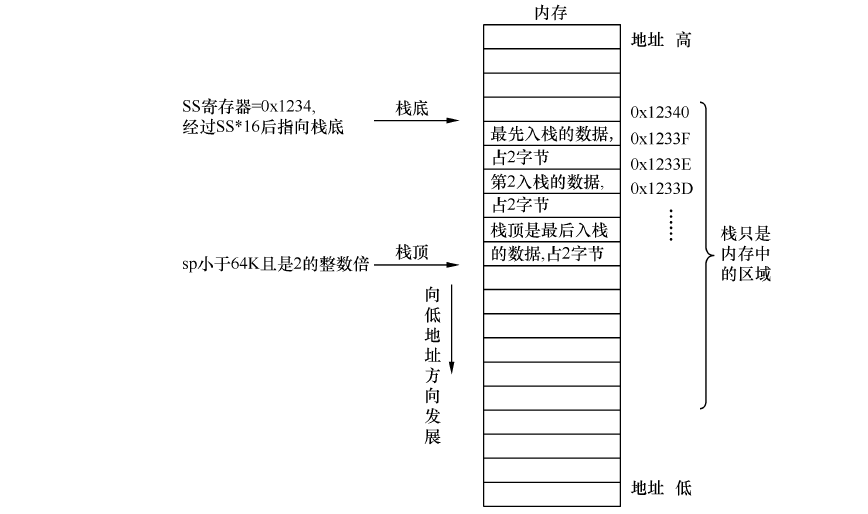 内存
地址 高
SS寄存器=0x1234,
经过SS*16后指向栈底
栈底
0x12340
最先入栈的数据,
占2字节
0x1233F
0x1233E
第2入栈的数据,
占2字节
0x1233D
……
栈顶是最后入栈
的数据,占2字节
sp小于64K且是2的整数倍
栈顶
栈只是
内存中
的区域
向低地址方向发展
地址 低